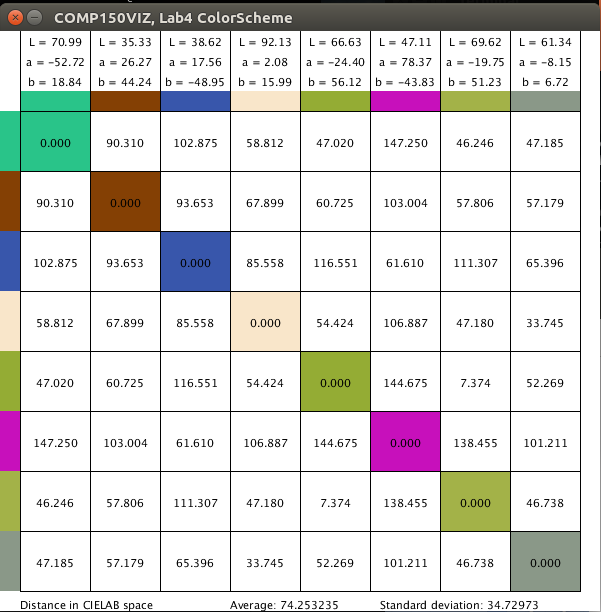 COMP150VIZ, Lab4 ColorScheme
L = 70.99 L = 35.33 L = 38.62 L = 92.13 L = 66.63 L = 47.11 L = 69.62 L = 61.34
a = -52.72 a = 26.27 a = 17.56 a = 2.08 a = -24.40 a = 78.37 a = -19.75 a = -8.15
b = 18.84 b = 44.24 b = -48.95 b = 15.99 b = 56.12 b = -43.83 b = 51.23 b = 6.72
0.000 90.310 102.875 58.812 47.020 147.250 46.246 47.185
90.310 0.000 93.653 67.899 60.725 103.004 57.806 57.179
102.875 93.653 0.000 85.558 116.551 61.610 111.307 65.396
58.812 67.899 85.558 0.000 54.424 106.887 47.180 33.745
47.020 60.725 116.551 54.424 0.000 144.675 7.374 52.269
147.250 103.004 61.610 106.887 144.675 0.000 138.455 101.211
46.246 57.806 111.307 47.180 7.374 138.455 0.000 46.738
47.185 57.179 65.396 33.745 52.269 101.211 46.738 0.000
Distance in CIELAB space Average: 74.253235 Standard deviation: 34.72973